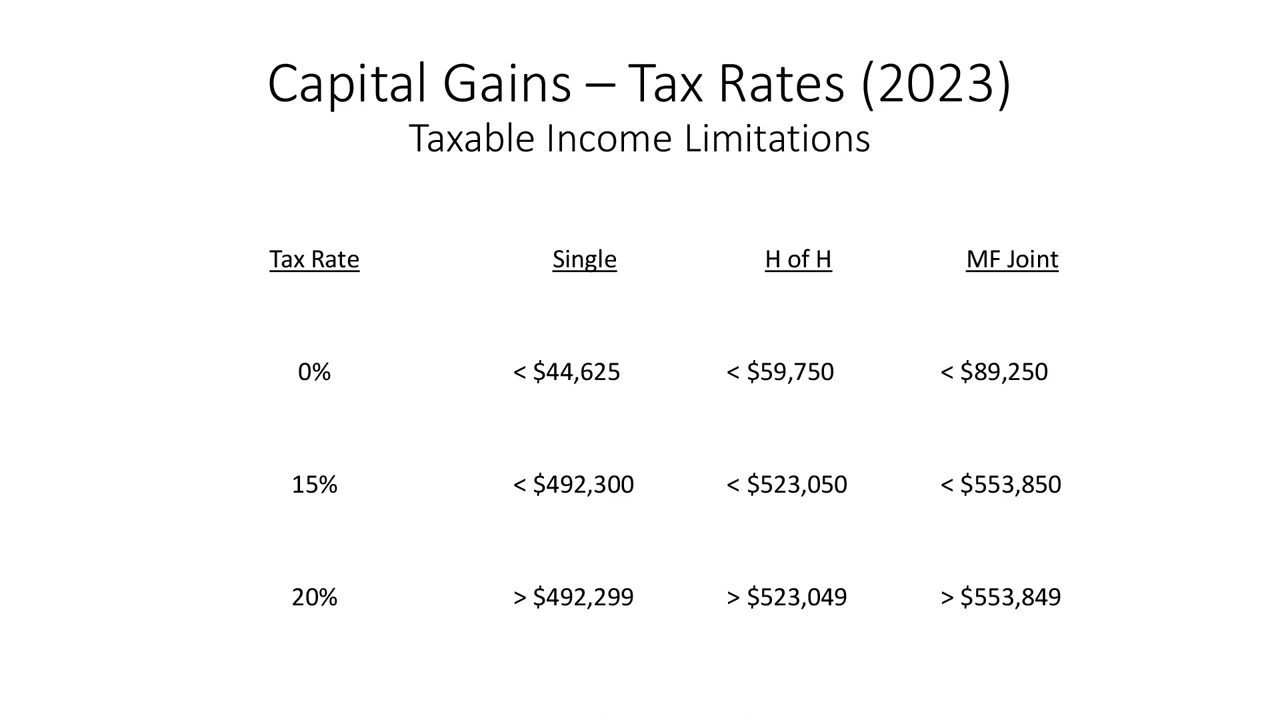 Capital Gains – Tax Rates (2023)
Taxable Income Limitations
Tax Rate Single H of H MF Joint
0% < $44,625 < $59,750 < $89,250
15% < $492,300 < $523,050 < $553,850
20% > $492,299 > $523,049 > $553,849